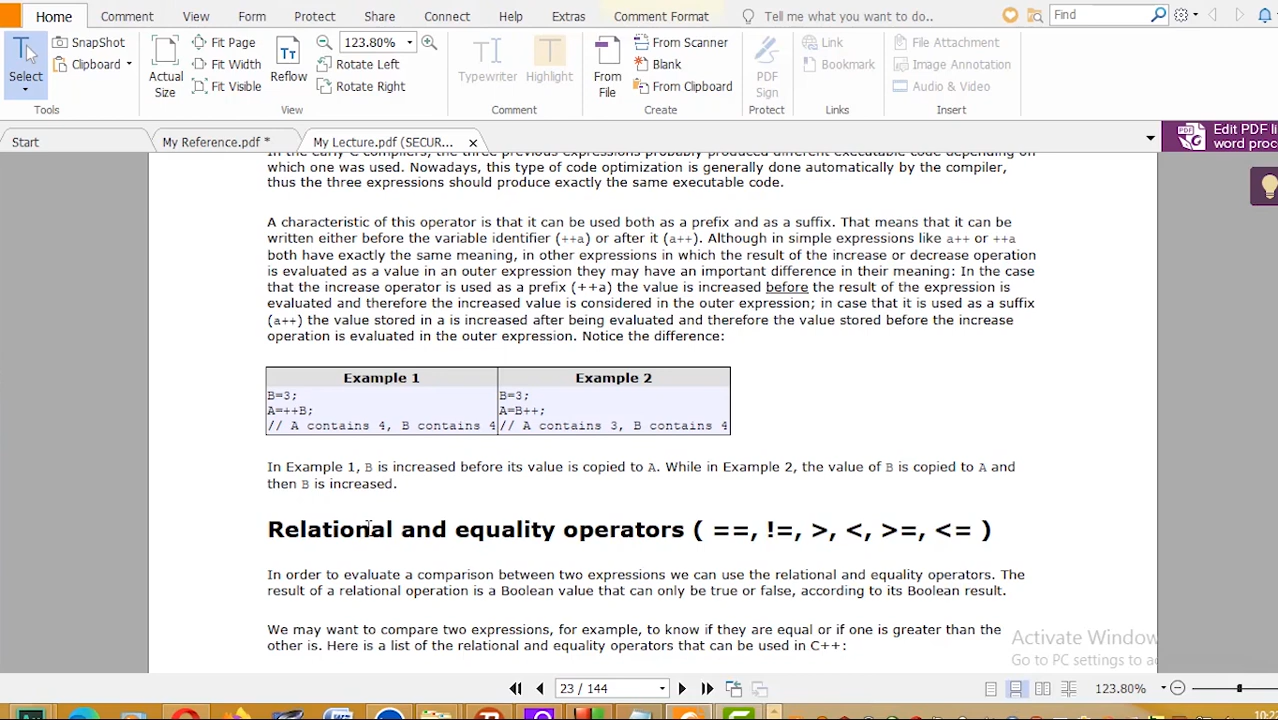 Home Comment View Form Protect Share Connect Help Extras Comment Format Tell me what you want to do.. Find
SnapShot Fit Page 123.80% From Scanner Link File Attachment
Select Clipboard Actual Size Fit Width Reflow Rotate Left Typewriter Highlight From File Blank PDF Sign Bookmark Image Annotation
Fit Visible Rotate Right From Clipboard Audio & Video
Tools View Comment Create Protect Links Insert
Start My Reference.pdf * My Lecture.pdf (SECUR... Edit PDF li
word proc
In the early C compilers, the three previous expressions probably produced different executable code depending on
which one was used. Nowadays, this type of code optimization is generally done automatically by the compiler,
thus the three expressions should produce exactly the same executable code.
A characteristic of this operator is that it can be used both as a prefix and as a suffix. That means that it can be
written either before the variable identifier (++a) or after it (a++). Although in simple expressions like a++ or ++a
both have exactly the same meaning, in other expressions in which the result of the increase or decrease operation
is evaluated as a value in an outer expression they may have an important difference in their meaning: In the case
that the increase operator is used as a prefix (++a) the value is increased before the result of the expression is
evaluated and therefore the increased value is considered in the outer expression; in case that it is used as a suffix
(a++) the value stored in a is increased after being evaluated and therefore the value stored before the increase
operation is evaluated in the outer expression. Notice the difference:
Example 1 Example 2
B=3; B=3;
A=++B; A=B++;
// A contains 4, B contains 4 // A contains 3, B contains 4
In Example 1, B is increased before its value is copied to A. While in Example 2, the value of B is copied to A and
then B is increased.
Relational and equality operators ( ==, !=, >, <, >=, <= )
In order to evaluate a comparison between two expressions we can use the relational and equality operators. The
result of a relational operation is a Boolean value that can only be true or false, according to its Boolean result.
We may want to compare two expressions, for example, to know if they are equal or if one is greater than the
other is. Here is a list of the relational and equality operators that can be used in C++:
Activate Window
Go to PC settings to ac
23 / 144 123.80%